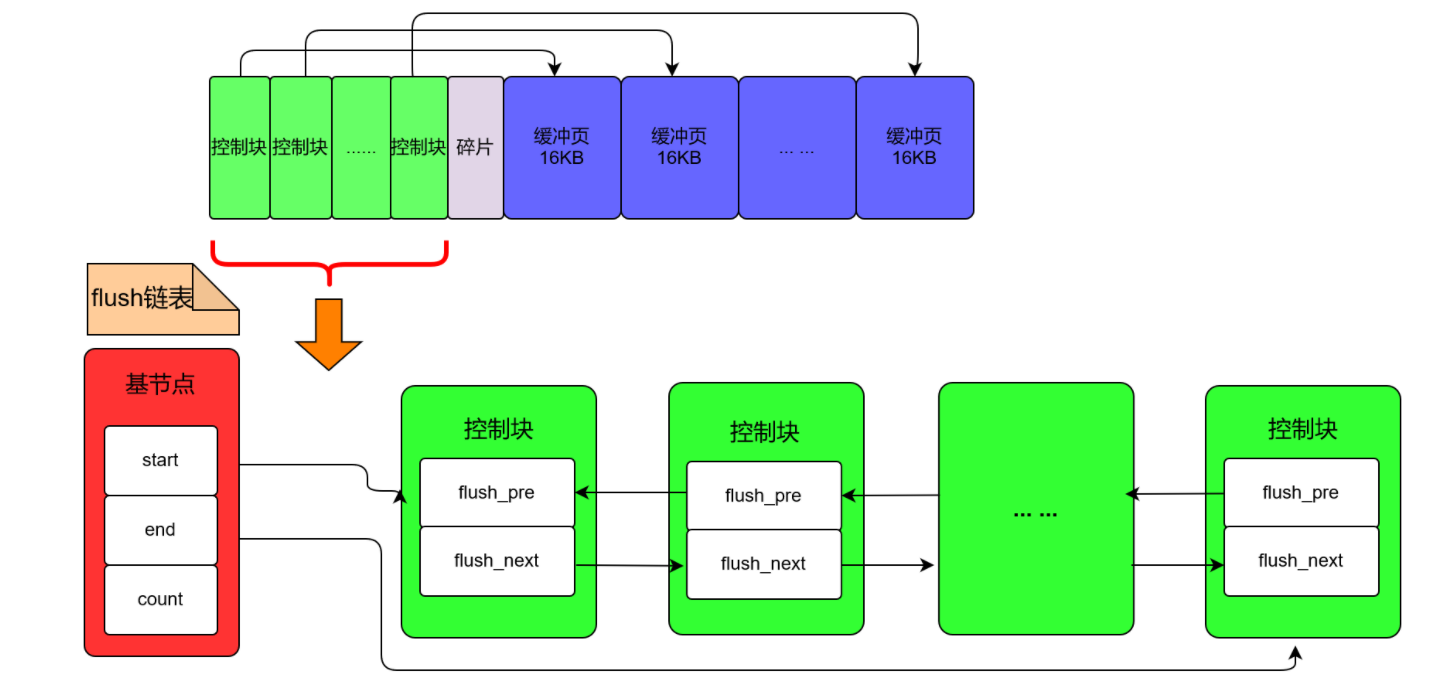 控制块
控制块
......
控制块
碎片
缓冲页
16KB
缓冲页
16KB
... ...
缓冲页
16KB
flush链表
基节点
start
end
count
控制块
flush_pre
flush_next
控制块
flush_pre
flush_next
... ...
控制块
flush_pre
flush_next